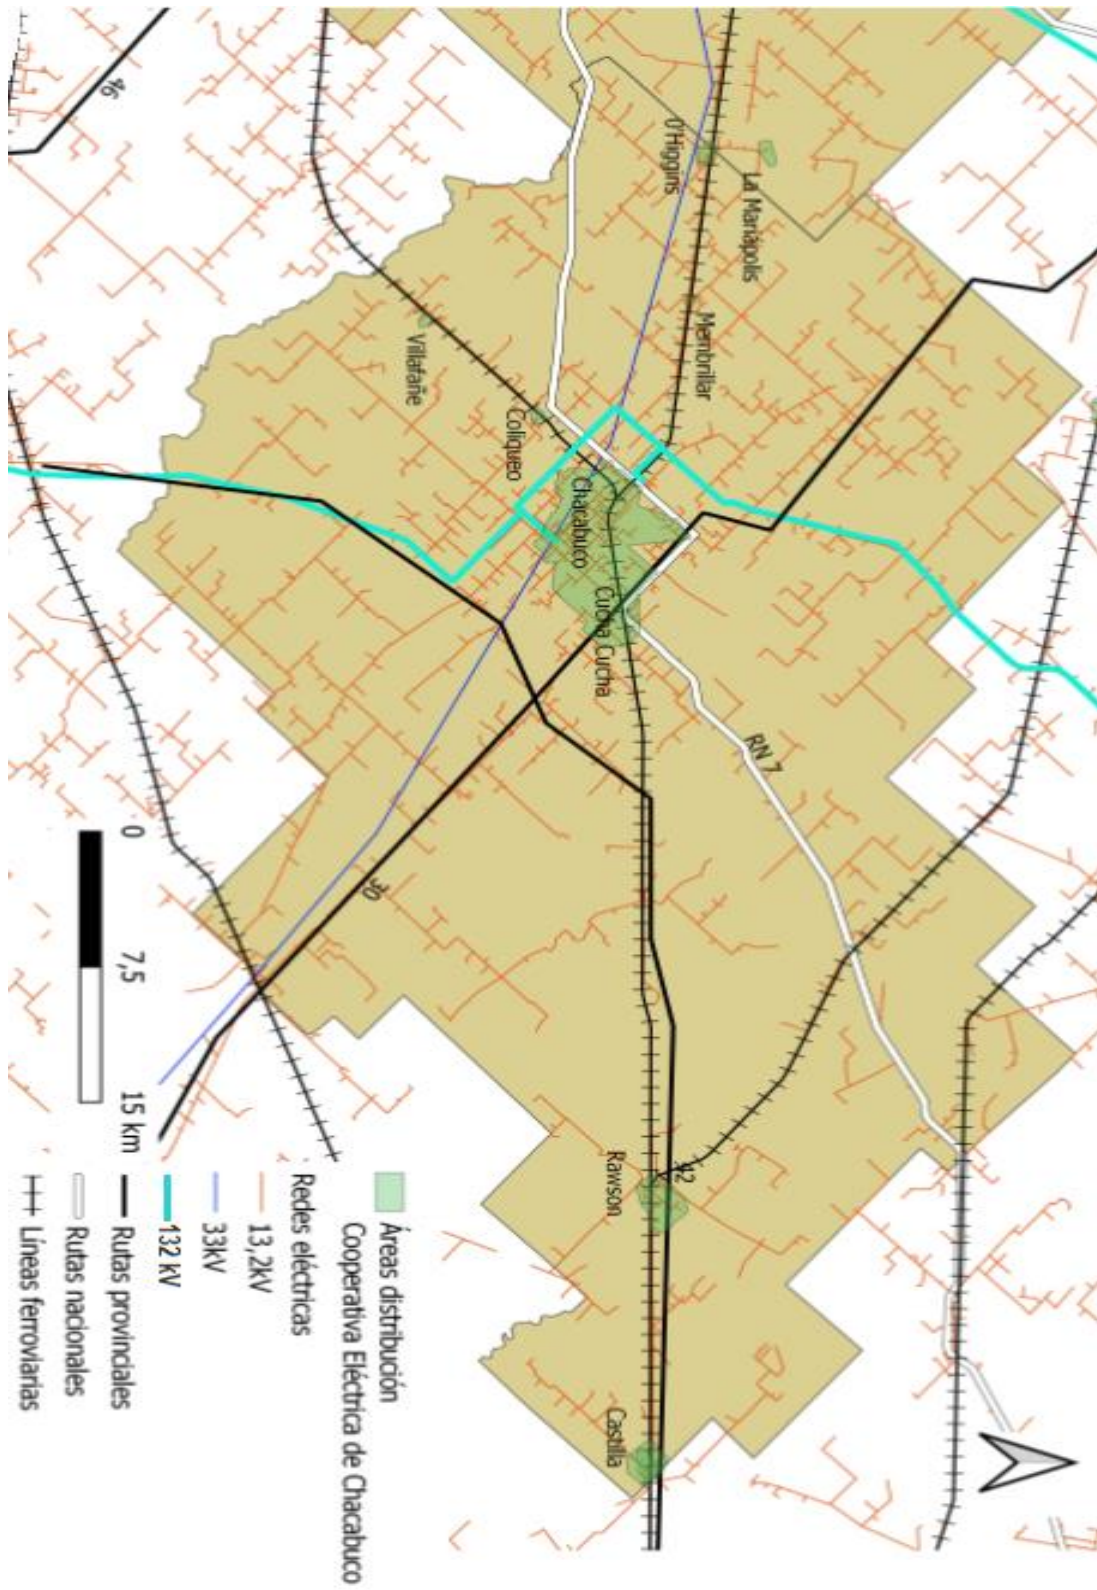 46
O'Higgins
La Mariápolis
Membrillar
Villafañe
Coliqueo
Chacabuco
Cucha Cucha
RN 7
30
42
Rawson
Castilla
0 7,5 15 km
Áreas distribución
Cooperativa Eléctrica de Chacabuco
Redes eléctricas
13,2kV
33kV
132 kV
Rutas provinciales
Rutas nacionales
Líneas ferroviarias